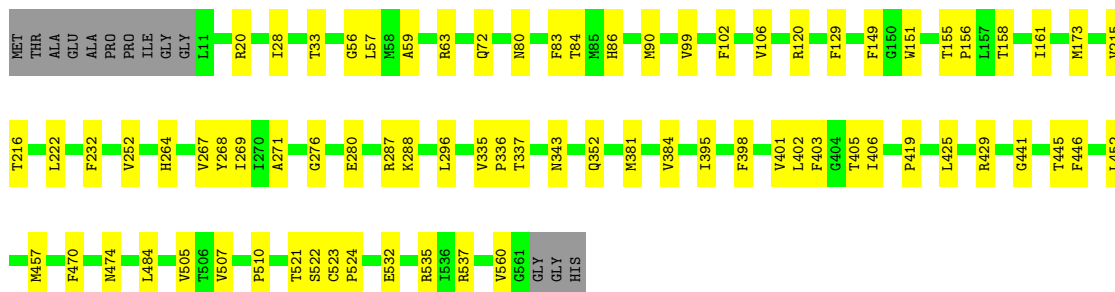 MET THR ALA GLU ALA PRO PRO ILE GLY GLY L11 R20 I28 T33 G56 L57 M58 A59 R63 Q72 N80 F83 T84 M85 H86 M90 V99 F102 V106 R120 F129 F149 G150 W151 T155 P156 L157 T158 I161 M173
T216 L222 F232 V252 H264 V267 Y268 I269 I270 A271 G276 E280 R287 K288 L296 V335 P336 T337 N343 Q352 M381 V384 I395 F398 V401 L402 F403 G404 T405 I406 P419 L425 R429 G441 T445 F446
M457 F470 N474 L484 V505 T506 V507 P510 T521 S522 C523 P524 E532 R535 I536 R537 V560 G561 GLY GLY HIS